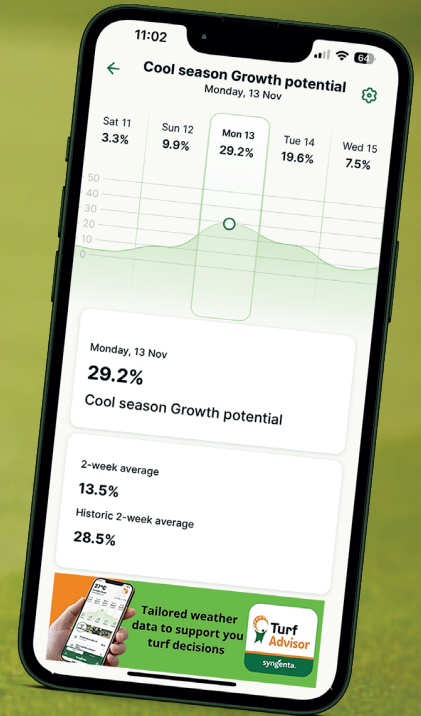 11:02
64
Cool season Growth potential
Monday, 13 Nov
Sat 11
3.3%
Sun 12
9.9%
Mon 13
29.2%
Tue 14
19.6%
Wed 15
7.5%
50
40
30
20
10
0
Monday, 13 Nov
29.2%
Cool season Growth potential
2-week average
13.5%
Historic 2-week average
28.5%
27°C
Tailored weather
data to support you
turf decisions
Turf
Advisor
syngenta.